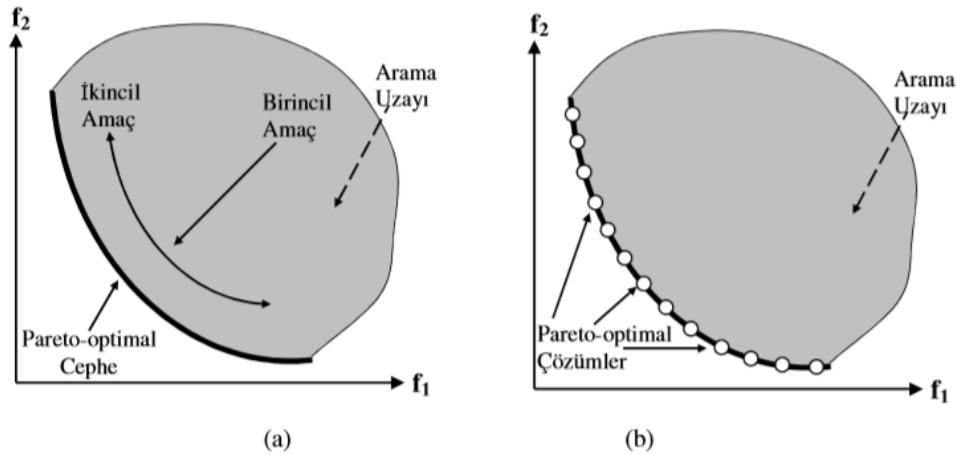 f2
İkincil
Amaç
Birincil
Amaç
Arama
Uzayı
Pareto-optimal
Cephe
f1
(a)
f2
Arama
Uzayı
Pareto-optimal
Çözümler
f1
(b)